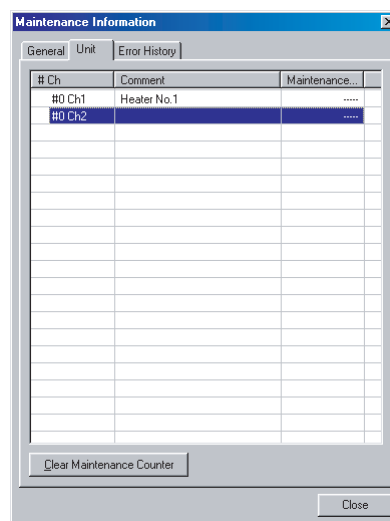 Maintenance Information
General Unit Error History
# Ch Comment Maintenance...
#0 Ch1 Heater No.1 -----
#0 Ch2 -----
Clear Maintenance Counter
Close